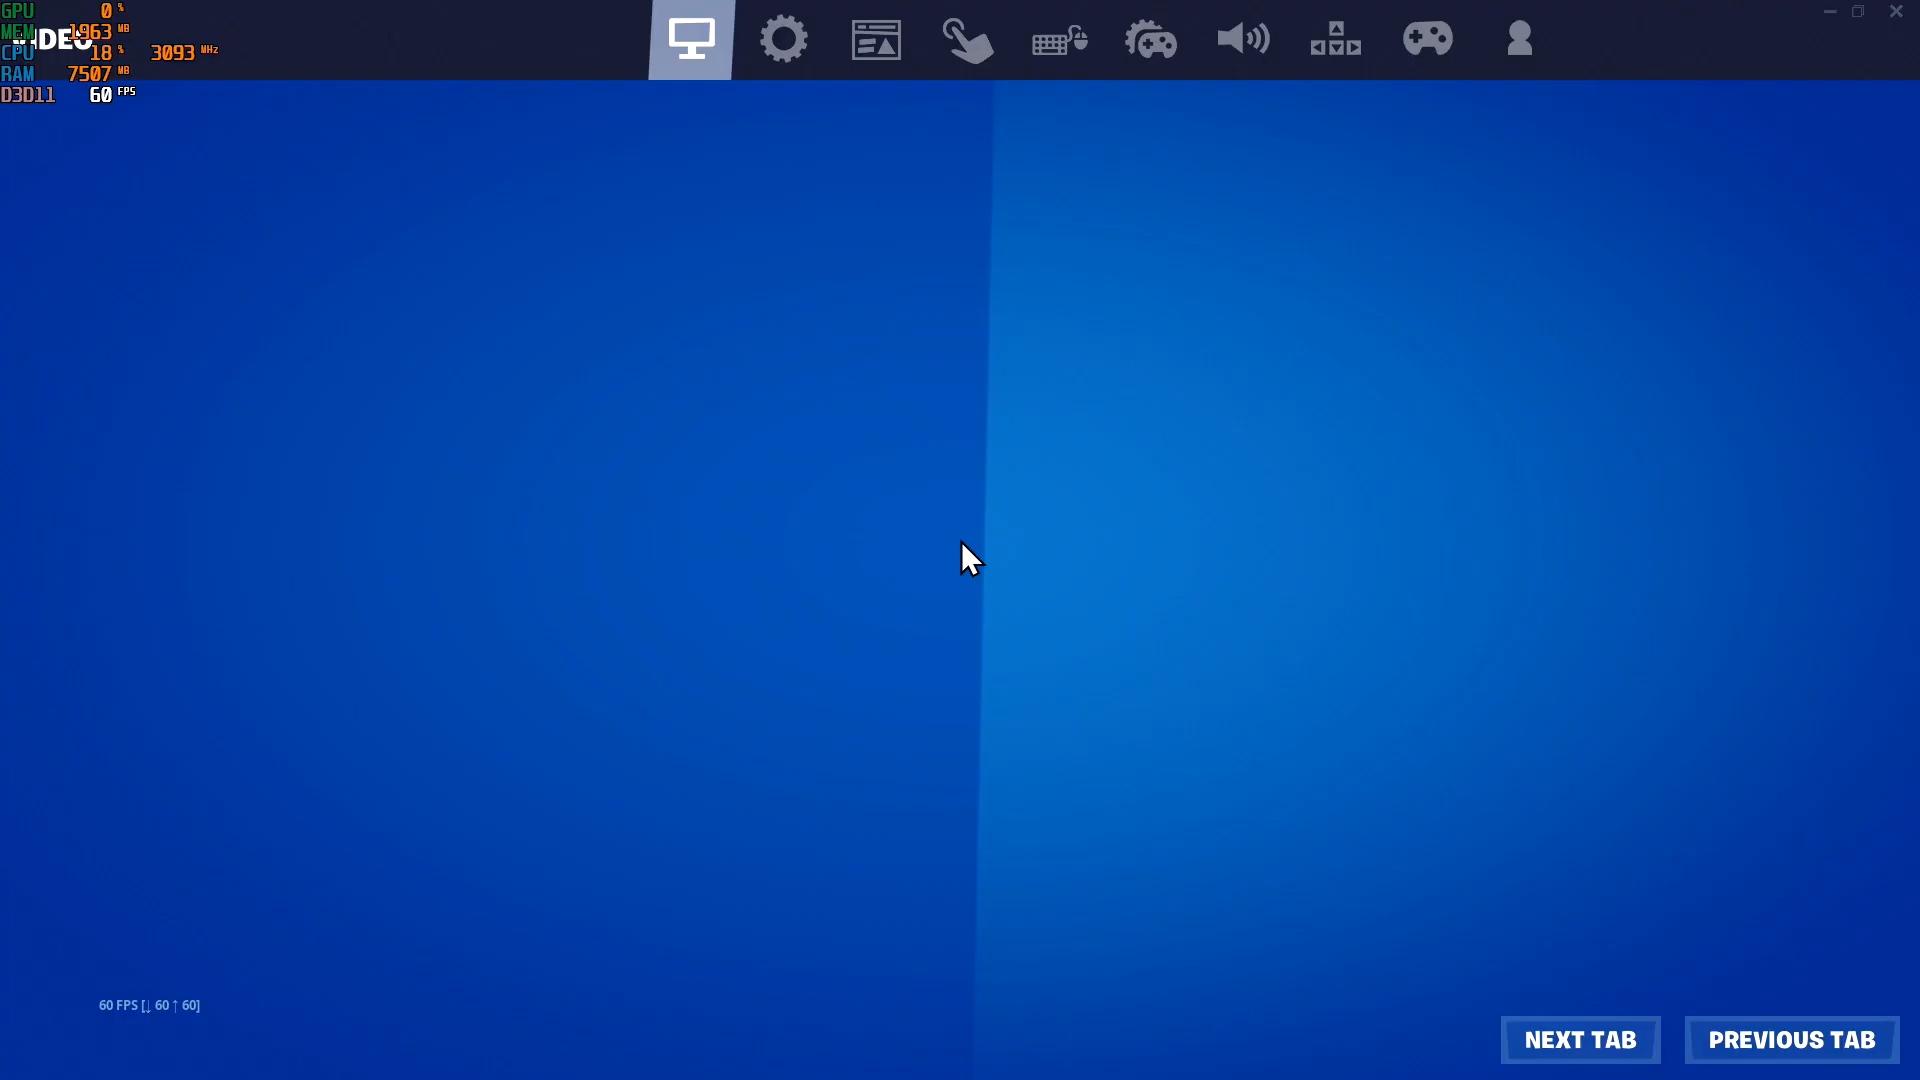 GPU 0 %
MEM 1963 MB
VIDEO
CPU 18 % 3093 MHz
RAM 7507 MB
D3D11 60 FPS
60 FPS [↓ 60 ↑ 60]
NEXT TAB
PREVIOUS TAB